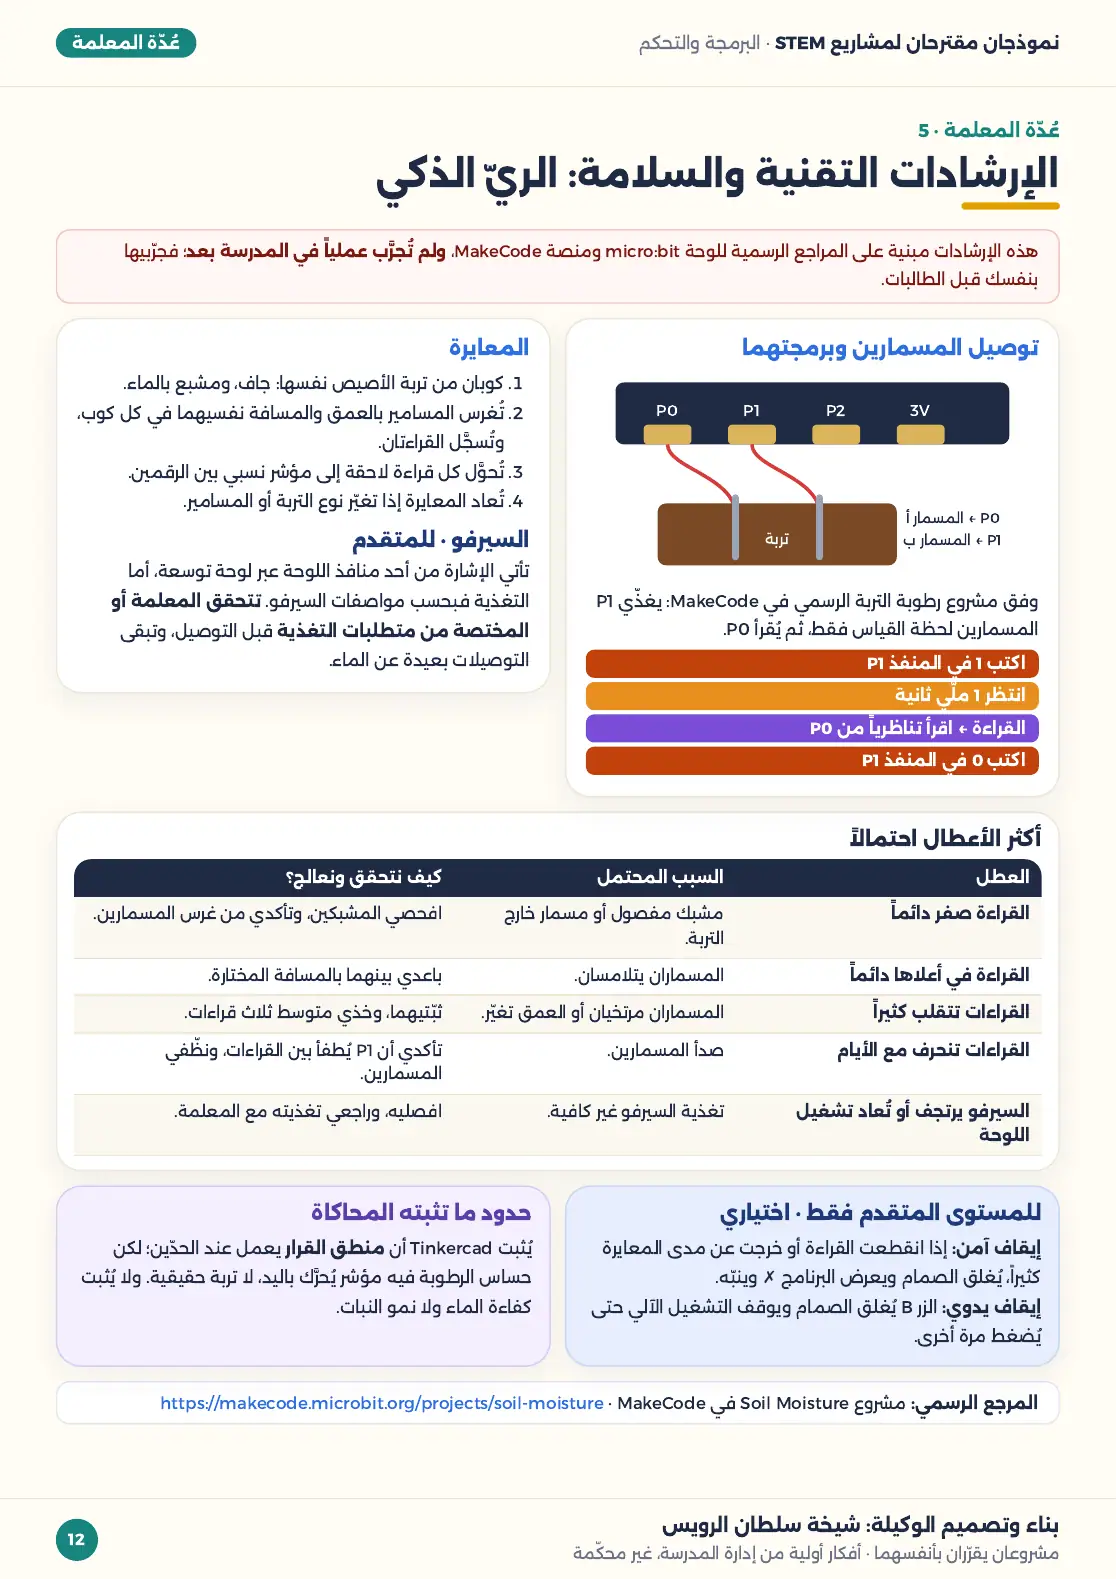 نموذجان مقترحان لمشاريع STEM · البرمجة والتحكم
عُدّة المعلمة
عُدّة المعلمة · 5
الإرشادات التقنية والسلامة: الريّ الذكي
هذه الإرشادات مبنية على المراجع الرسمية للوحة micro:bit ومنصة MakeCode، ولم تُجرَّب عملياً في المدرسة بعد؛ فجرّبيها
بنفسك قبل الطالبات.
توصيل المسمارين وبرمجتهما
P0 P1 P2 3V
تربة
P0 ← المسمار أ
P1 ← المسمار ب
وفق مشروع رطوبة التربة الرسمي في MakeCode: يغذّي P1
المسمارين لحظة القياس فقط، ثم يُقرأ P0.
اكتب 1 في المنفذ P1
انتظر 1 ملّي ثانية
القراءة ← اقرأ تناظرياً من P0
اكتب 0 في المنفذ P1
المعايرة
1. كوبان من تربة الأصيص نفسها: جاف، ومشبع بالماء.
2. تُغرس المسامير بالعمق والمسافة نفسيهما في كل كوب،
وتُسجَّل القراءتان.
3. تُحوَّل كل قراءة لاحقة إلى مؤشر نسبي بين الرقمين.
4. تُعاد المعايرة إذا تغيّر نوع التربة أو المسامير.
السيرفو · للمتقدم
تأتي الإشارة من أحد منافذ اللوحة عبر لوحة توسعة، أما
التغذية فبحسب مواصفات السيرفو. تتحقق المعلمة أو
المختصة من متطلبات التغذية قبل التوصيل، وتبقى
التوصيلات بعيدة عن الماء.
أكثر الأعطال احتمالاً
العطل السبب المحتمل كيف نتحقق ونعالج؟
القراءة صفر دائماً مشبك مفصول أو مسمار خارج افحصي المشبكين، وتأكدي من غرس المسمارين.
التربة.
القراءة في أعلاها دائماً المسماران يتلامسان. باعدي بينهما بالمسافة المختارة.
القراءات تتقلب كثيراً المسماران مرتخيان أو العمق تغيّر. ثبّتيهما، وخذي متوسط ثلاث قراءات.
القراءات تنحرف مع الأيام صدأ المسمارين. تأكدي أن P1 يُطفأ بين القراءات، ونظّفي
المسمارين.
السيرفو يرتجف أو تُعاد تشغيل تغذية السيرفو غير كافية. افصليه، وراجعي تغذيته مع المعلمة.
اللوحة
للمستوى المتقدم فقط · اختياري
إيقاف آمن: إذا انقطعت القراءة أو خرجت عن مدى المعايرة
كثيراً، يُغلق الصمام ويعرض البرنامج ✗ وينبّه.
إيقاف يدوي: الزر B يُغلق الصمام ويوقف التشغيل الآلي حتى
يُضغط مرة أخرى.
حدود ما تثبته المحاكاة
يُثبت Tinkercad أن منطق القرار يعمل عند الحدّين؛ لكن
حساس الرطوبة فيه مؤشر يُحرَّك باليد، لا تربة حقيقية. ولا يُثبت
كفاءة الماء ولا نمو النبات.
المرجع الرسمي: مشروع Soil Moisture في MakeCode · https://makecode.microbit.org/projects/soil-moisture
بناء وتصميم الوكيلة: شيخة سلطان الرويس
مشروعان يقرّران بأنفسهما · أفكار أولية من إدارة المدرسة، غير محكّمة
12